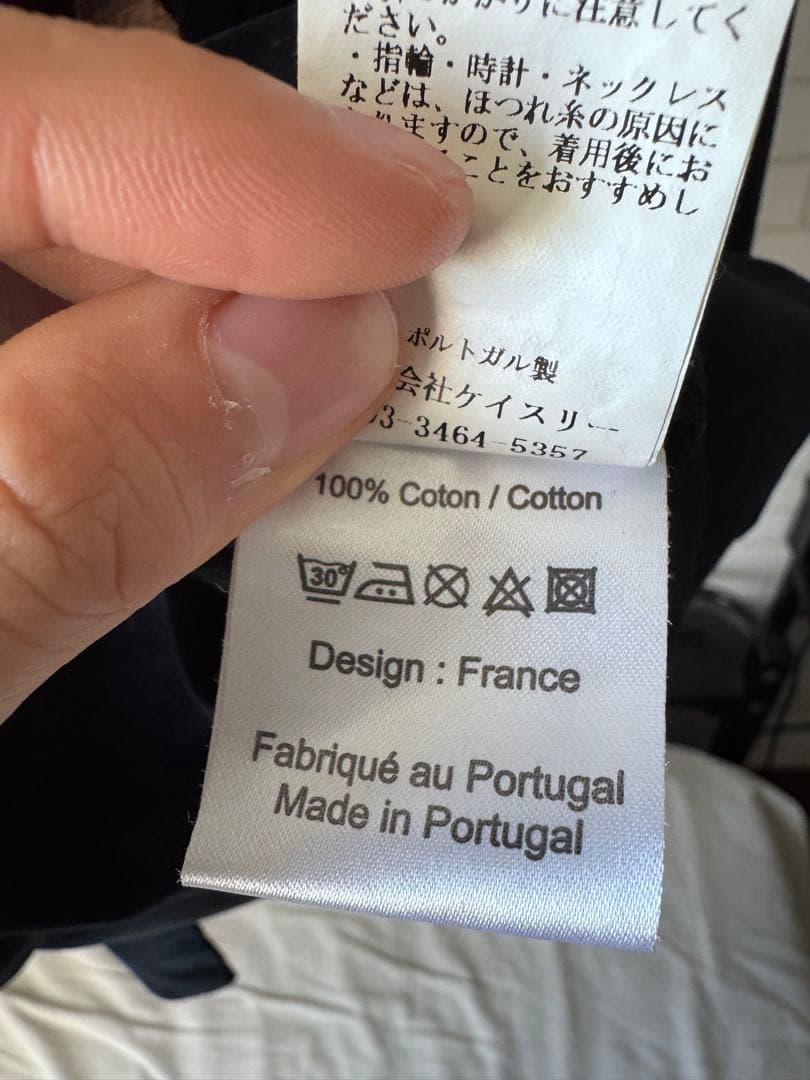 に注意してく
ださい。
・指輪・時計・ネックレス
などは、ほつれ糸の原因に
りますので、着用後にお
ことをおすすめし
ポルトガル製
会社ケイスリー
3-3464-5357
100% Coton / Cotton
30°
Design : France
Fabriqué au Portugal
Made in Portugal